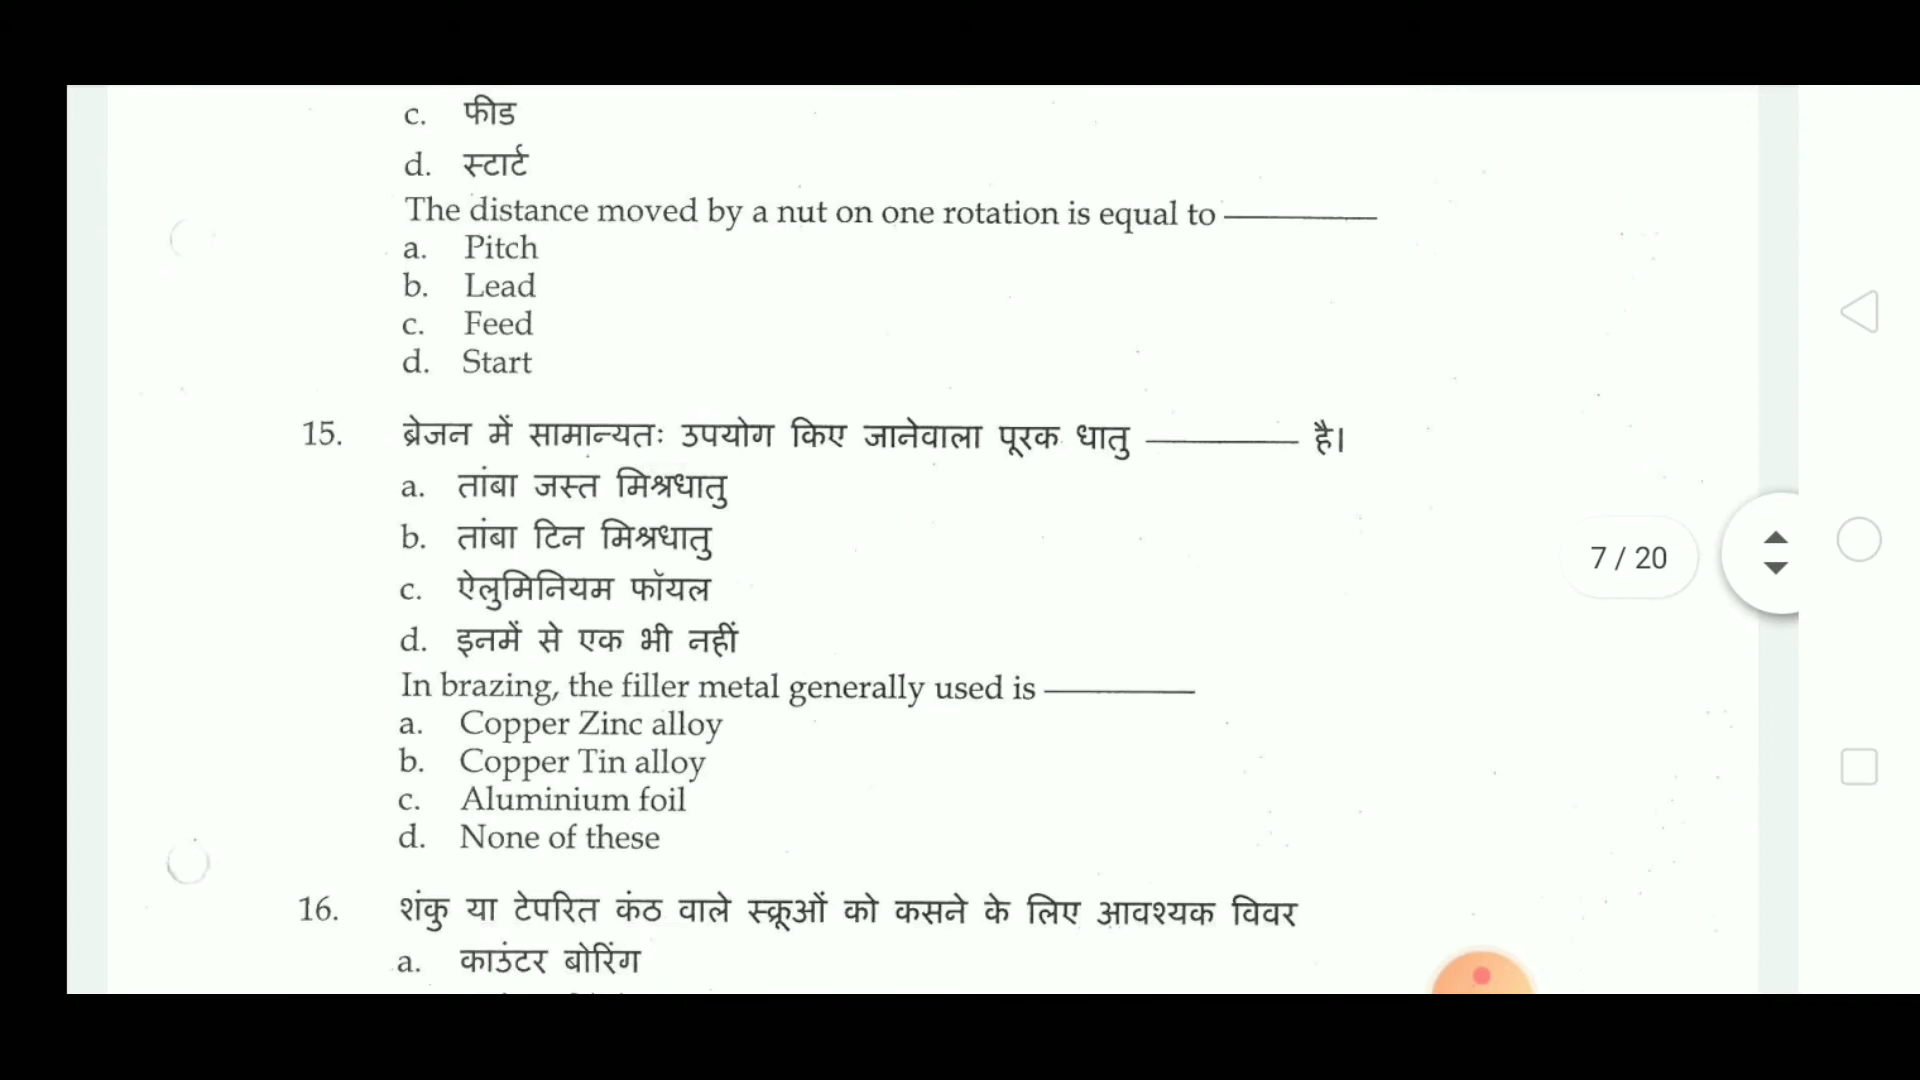 c. फीड
d. स्टार्ट
The distance moved by a nut on one rotation is equal to ————
a. Pitch
b. Lead
c. Feed
d. Start
15. ब्रेजन में सामान्यतः उपयोग किए जानेवाला पूरक धातु ———— है।
a. तांबा जस्त मिश्रधातु
b. तांबा टिन मिश्रधातु
c. ऐलुमिनियम फॉयल
d. इनमें से एक भी नहीं
In brazing, the filler metal generally used is ————
a. Copper Zinc alloy
b. Copper Tin alloy
c. Aluminium foil
d. None of these
7 / 20
16. शंकु या टेपरित कंठ वाले स्क्रूओं को कसने के लिए आवश्यक विवर
a. काउंटर बोरिंग